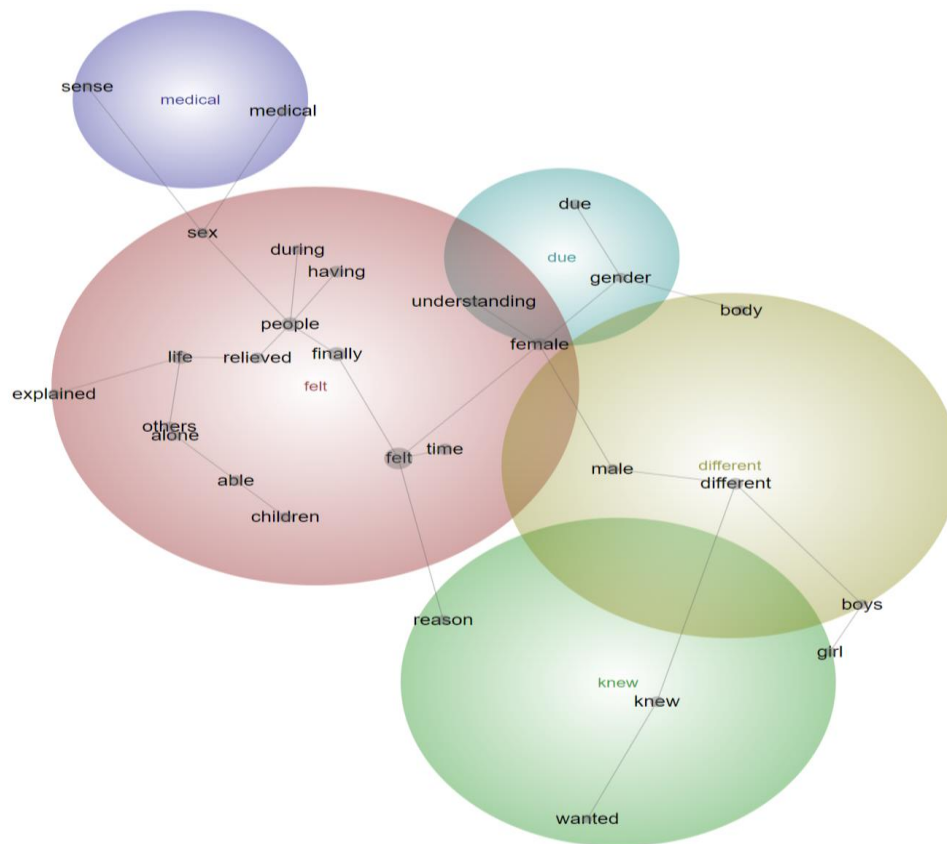 sense
medical
medical
sex
due
during
due
having
gender
understanding
body
people
female
finally
life
relieved
felt
explained
others
alone
time
felt
male
different
different
able
children
boys
reason
girl
knew
knew
wanted